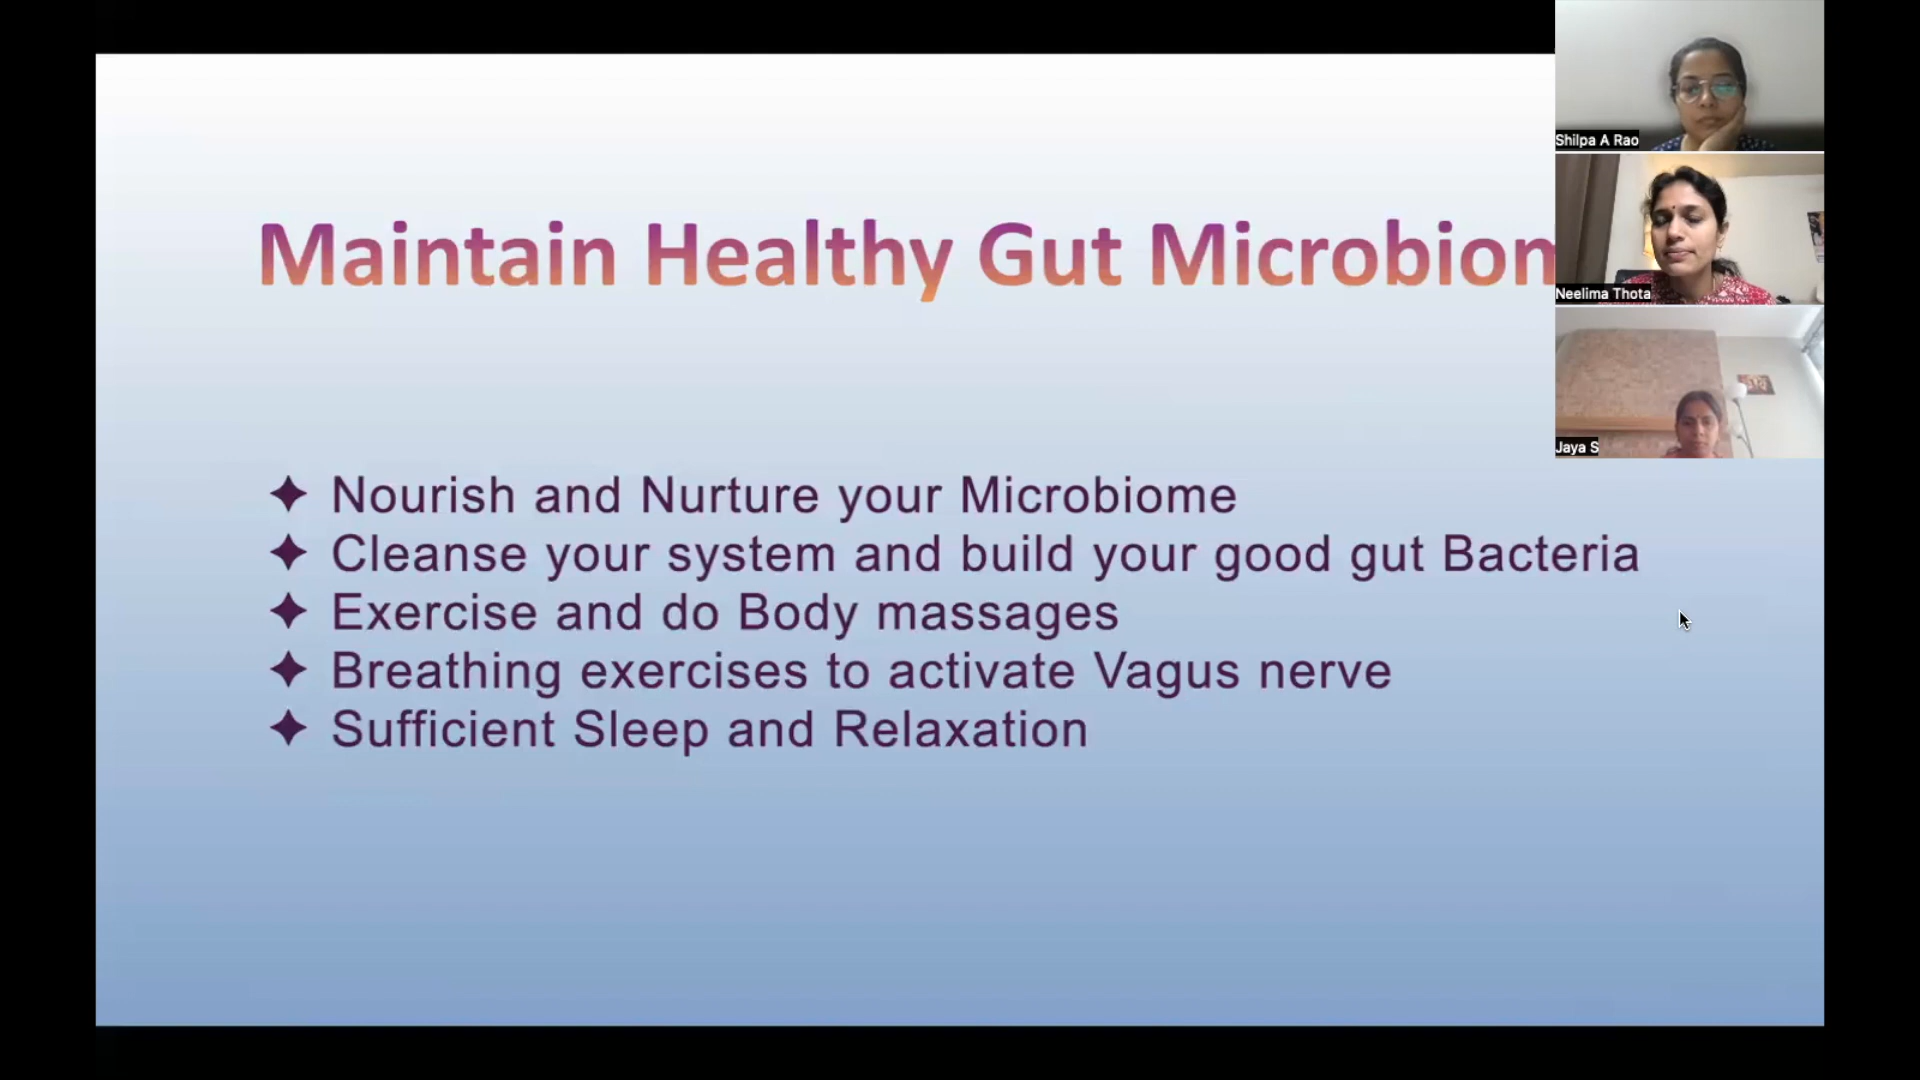 Maintain Healthy Gut Microbiom
✦ Nourish and Nurture your Microbiome
✦ Cleanse your system and build your good gut Bacteria
✦ Exercise and do Body massages
✦ Breathing exercises to activate Vagus nerve
✦ Sufficient Sleep and Relaxation
Shilpa A Rao
Neelima Thota
Jaya S